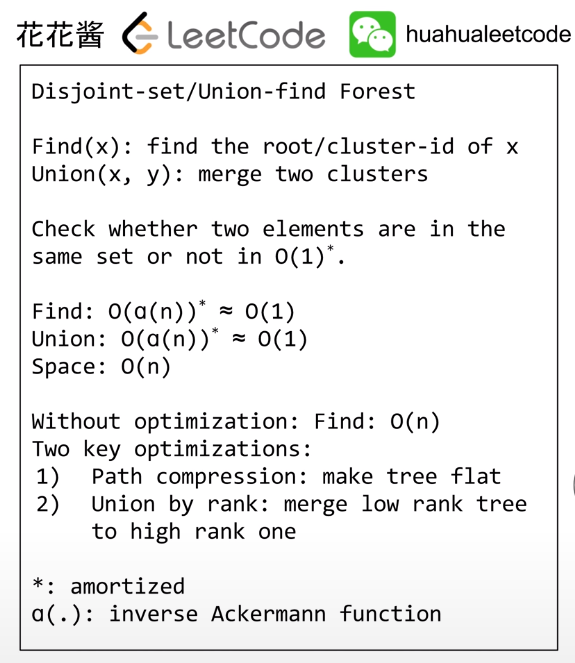 花花酱 LeetCode huahualeetcode
Disjoint-set/Union-find Forest
Find(x): find the root/cluster-id of x
Union(x, y): merge two clusters
Check whether two elements are in the
same set or not in O(1)*.
Find: O(ɑ(n))* ≈ O(1)
Union: O(ɑ(n))* ≈ O(1)
Space: O(n)
Without optimization: Find: O(n)
Two key optimizations:
1) Path compression: make tree flat
2) Union by rank: merge low rank tree
to high rank one
*: amortized
ɑ(.): inverse Ackermann function